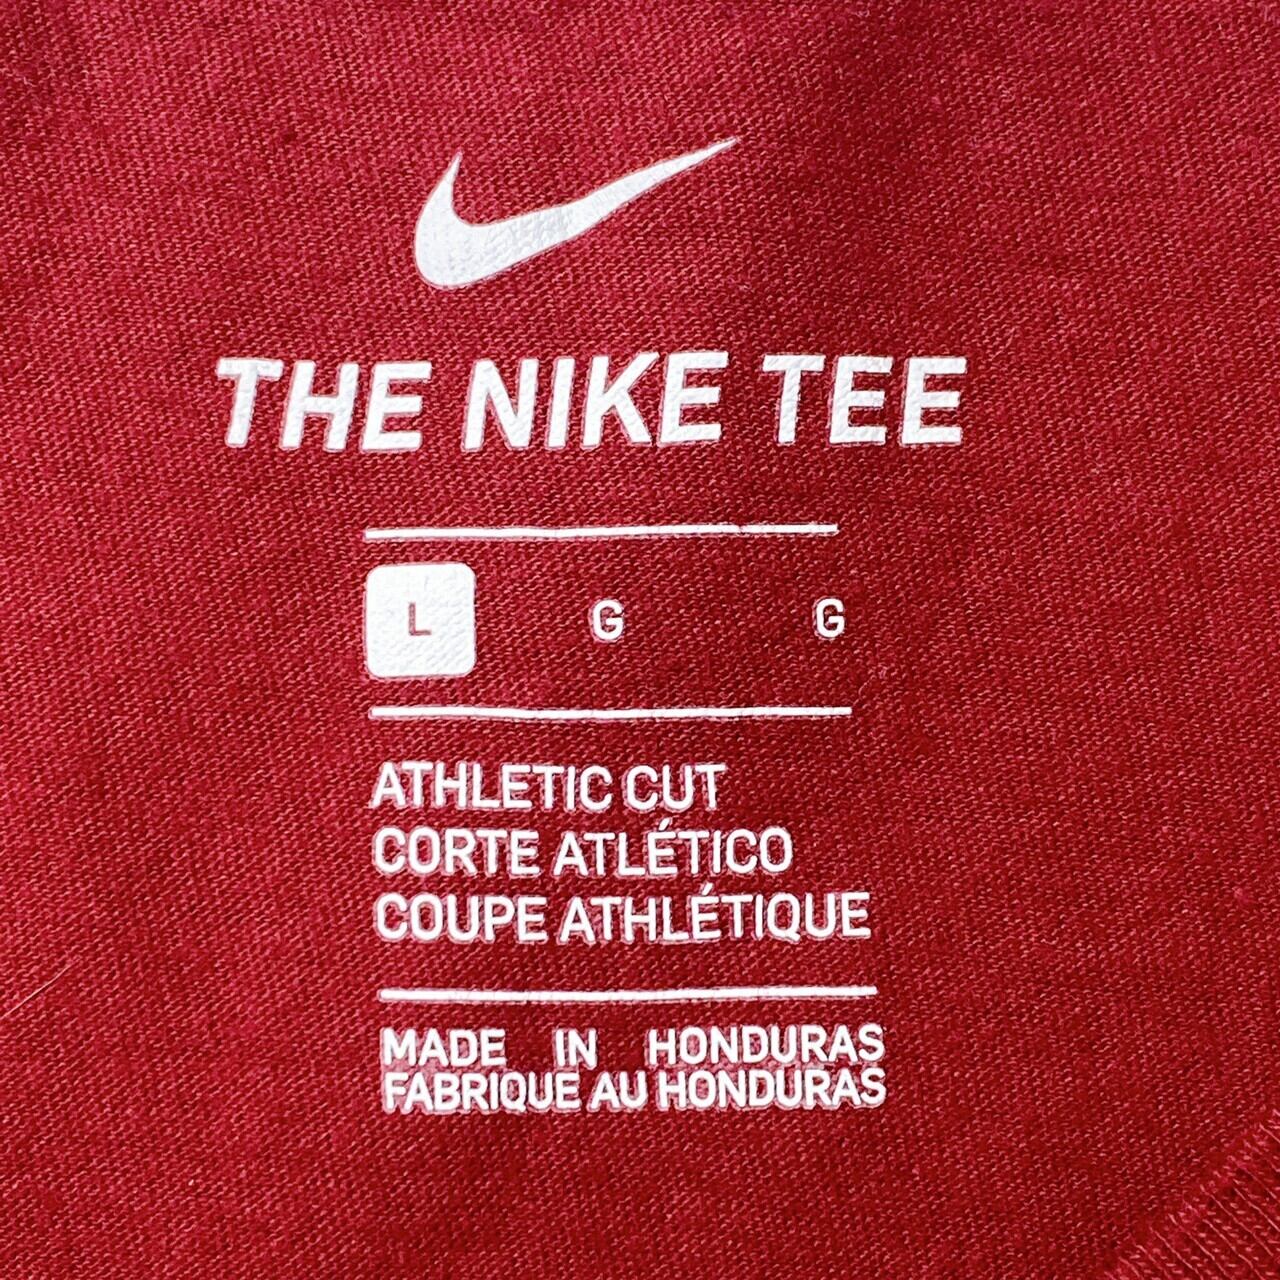 THE NIKE TEE
L G G
ATHLETIC CUT
CORTE ATLÉTICO
COUPE ATHLÉTIQUE
MADE IN HONDURAS
FABRIQUE AU HONDURAS